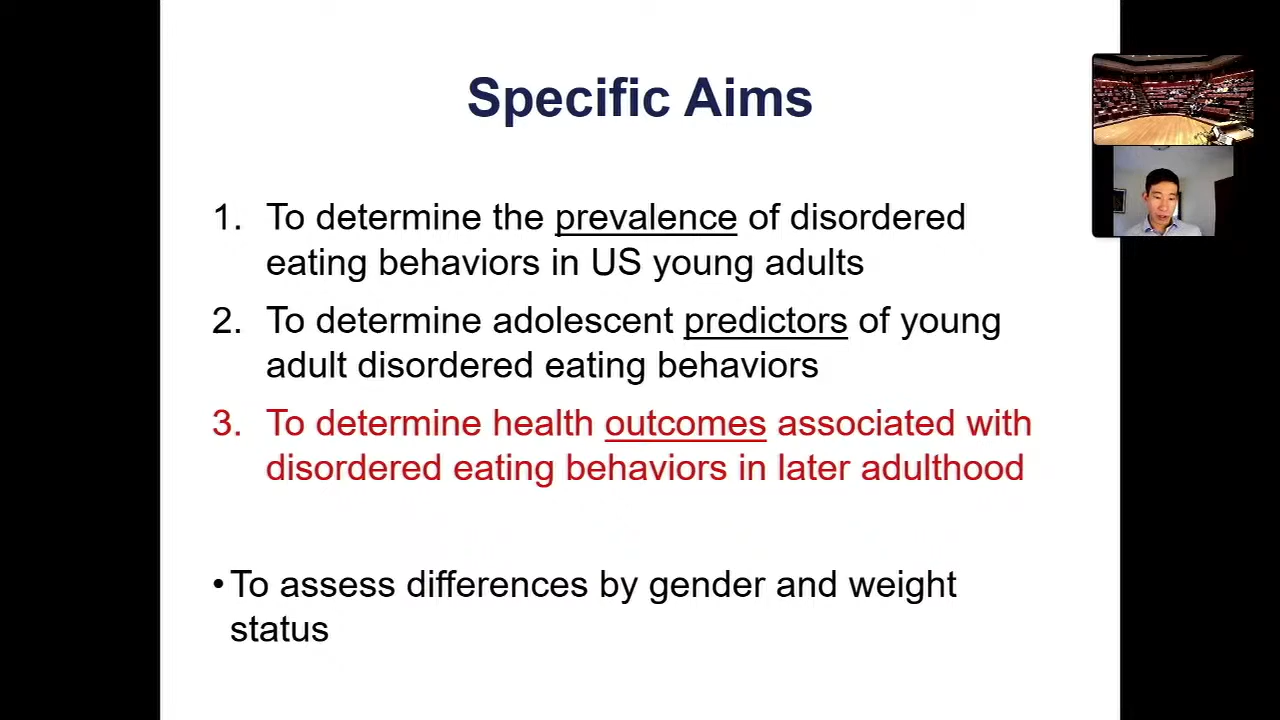 Specific Aims
1. To determine the prevalence of disordered
eating behaviors in US young adults
2. To determine adolescent predictors of young
adult disordered eating behaviors
3. To determine health outcomes associated with
disordered eating behaviors in later adulthood
• To assess differences by gender and weight
status